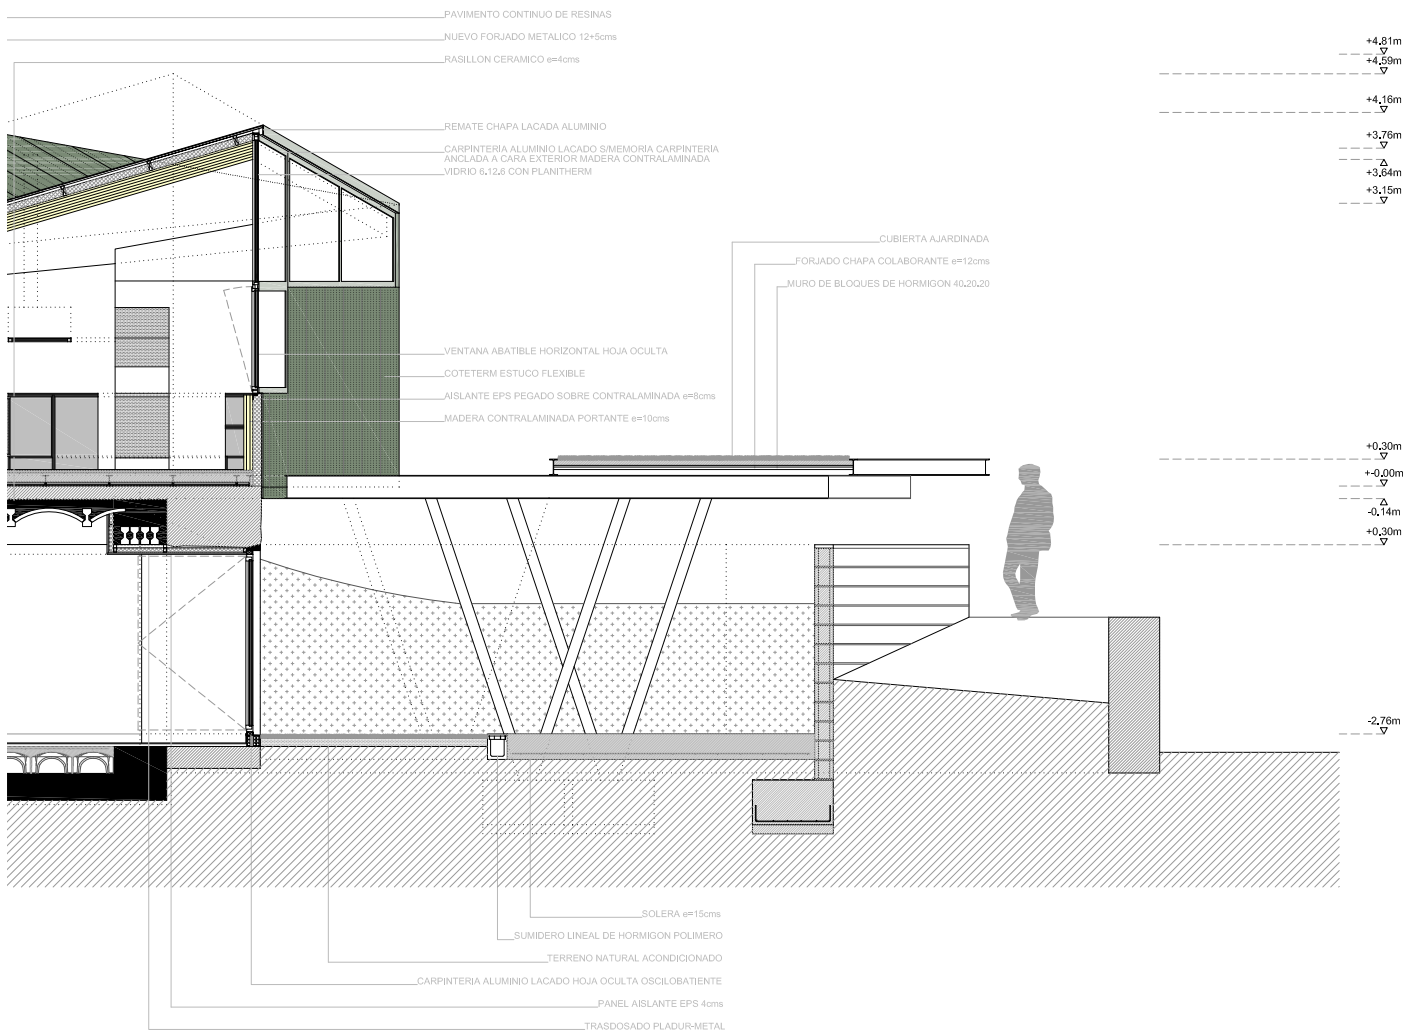 PAVIMENTO CONTINUO DE RESINAS
NUEVO FORJADO METALICO 12+5cms
RASILLON CERAMICO e=4cms
REMATE CHAPA LACADA ALUMINIO
CARPINTERIA ALUMINIO LACADO S/MEMORIA CARPINTERIA
ANCLADA A CARA EXTERIOR MADERA CONTRALAMINADA
VIDRIO 6.12.6 CON PLANITHERM
CUBIERTA AJARDINADA
FORJADO CHAPA COLABORANTE e=12cms
MURO DE BLOQUES DE HORMIGON 40.20.20
VENTANA ABATIBLE HORIZONTAL HOJA OCULTA
COTETERM ESTUCO FLEXIBLE
AISLANTE EPS PEGADO SOBRE CONTRALAMINADA e=8cms
MADERA CONTRALAMINADA PORTANTE e=10cms
+4.81m
+4.59m
+4.16m
+3.76m
+3.64m
+3.15m
+0.30m
+-0.00m
-0.14m
+0.30m
-2.76m
SOLERA e=15cms
SUMIDERO LINEAL DE HORMIGON POLIMERO
TERRENO NATURAL ACONDICIONADO
CARPINTERIA ALUMINIO LACADO HOJA OCULTA OSCILOBATIENTE
PANEL AISLANTE EPS 4cms
TRASDOSADO PLADUR-METAL